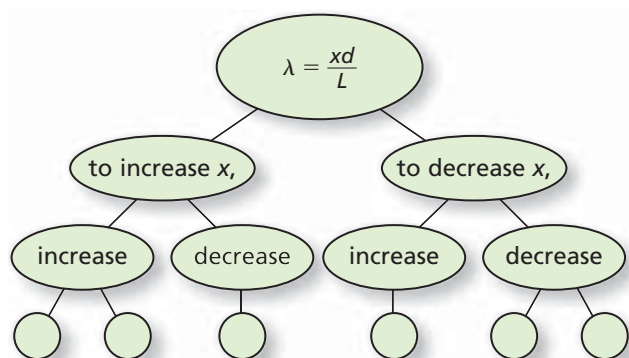 λ = xd/L
to increase x,
to decrease x,
increase
decrease
increase
decrease